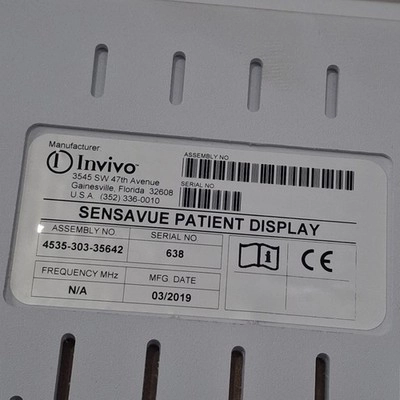 Manufacturer:
Invivo™
3545 SW 47th Avenue
Gainesville, Florida 32608
U.S.A. (352) 336-0010
ASSEMBLY NO
SERIAL NO
SENSAVUE PATIENT DISPLAY
ASSEMBLY NO
4535-303-35642
SERIAL NO
638
FREQUENCY MHz
N/A
MFG DATE
03/2019
CE